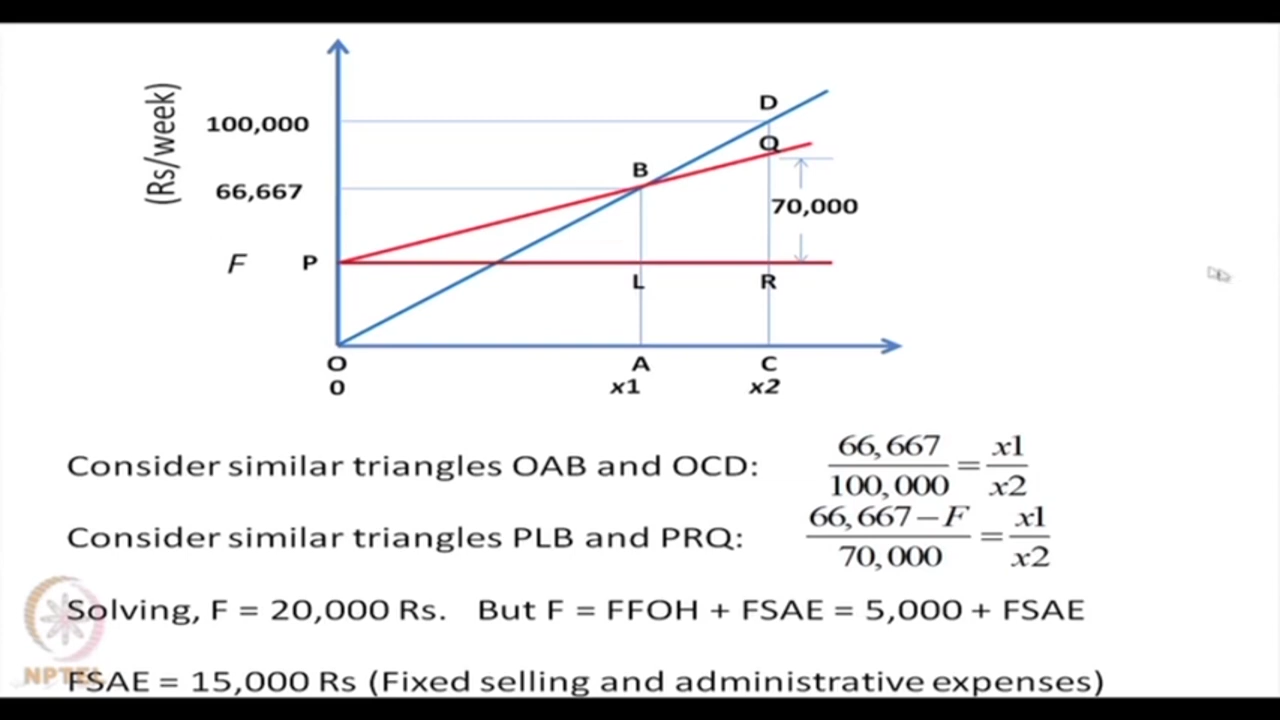 (Rs/week)
100,000
66,667
F P
D
Q
B
70,000
L R
O A C
0 x1 x2
Consider similar triangles OAB and OCD: 66,667/100,000 = x1/x2
Consider similar triangles PLB and PRQ: 66,667−F/70,000 = x1/x2
Solving, F = 20,000 Rs. But F = FFOH + FSAE = 5,000 + FSAE
NPTEL
FSAE = 15,000 Rs (Fixed selling and administrative expenses)